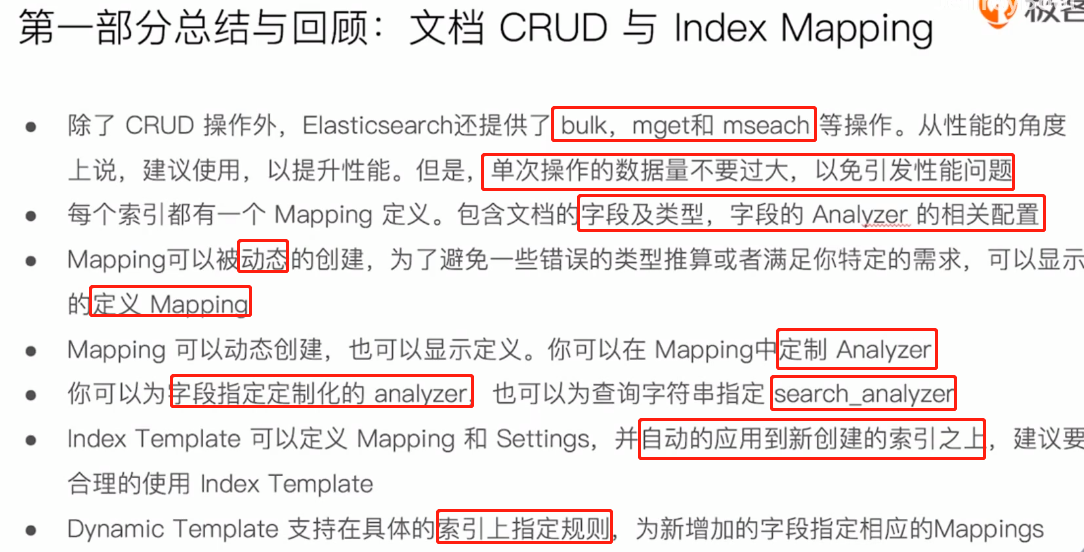 第一部分总结与回顾：文档 CRUD 与 Index Mapping
● 除了 CRUD 操作外，Elasticsearch还提供了 bulk，mget和 mseach 等操作。从性能的角度
上说，建议使用，以提升性能。但是，单次操作的数据量不要过大，以免引发性能问题
● 每个索引都有一个 Mapping 定义。包含文档的字段及类型，字段的 Analyzer 的相关配置
● Mapping可以被动态的创建，为了避免一些错误的类型推算或者满足你特定的需求，可以显示
的定义 Mapping
● Mapping 可以动态创建，也可以显示定义。你可以在 Mapping中定制 Analyzer
● 你可以为字段指定定制化的 analyzer，也可以为查询字符串指定 search_analyzer
● Index Template 可以定义 Mapping 和 Settings，并自动的应用到新创建的索引之上，建议要
合理的使用 Index Template
● Dynamic Template 支持在具体的索引上指定规则，为新增加的字段指定相应的Mappings